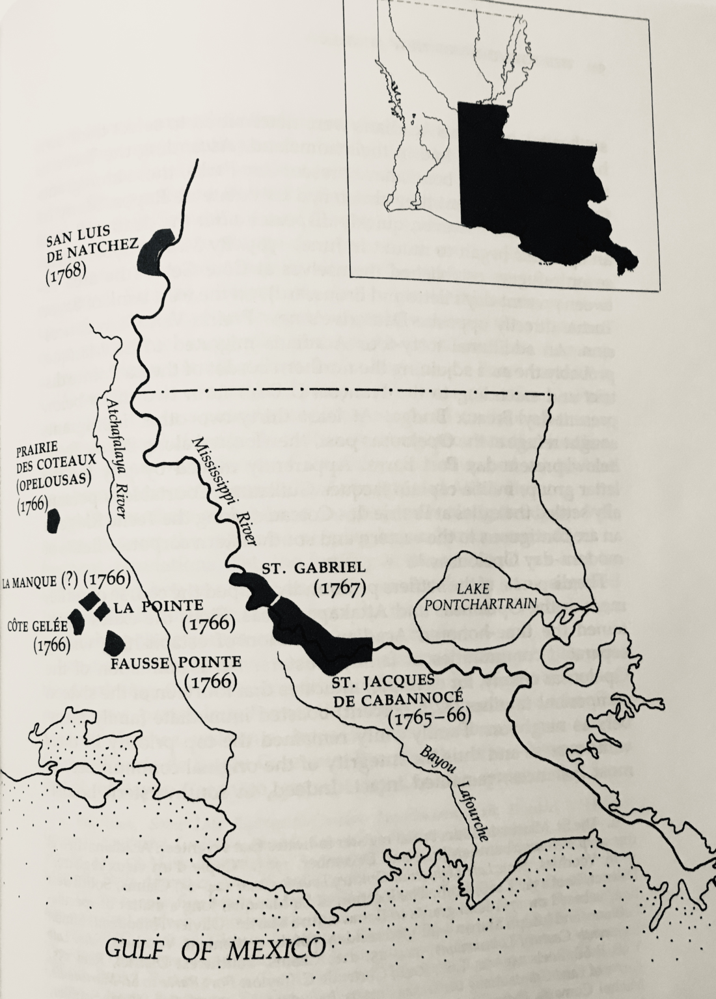 SAN LUIS
DE NATCHEZ
(1768)
Atchafalaya River
PRAIRIE
DES COTEAUX
(OPELOUSAS)
(1766)
Mississippi River
LA MANQUE (?) (1766)
ST. GABRIEL
(1767)
LAKE
PONTCHARTRAIN
LA POINTE
(1766)
CÔTE GELÉE
(1766)
FAUSSE POINTE
(1766)
ST. JACQUES
DE CABANNOCÉ
(1765–66)
Bayou Lafourche
GULF OF MEXICO